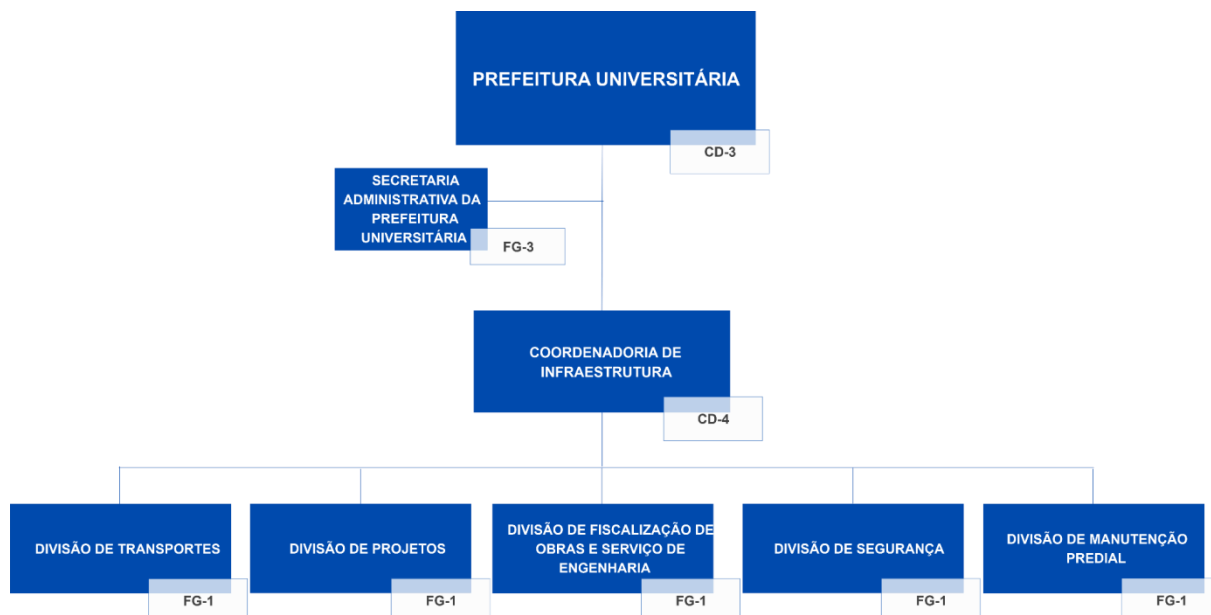 PREFEITURA UNIVERSITÁRIA
CD-3
SECRETARIA
ADMINISTRATIVA DA
PREFEITURA
UNIVERSITÁRIA
FG-3
COORDENADORIA DE
INFRAESTRUTURA
CD-4
DIVISÃO DE TRANSPORTES
FG-1
DIVISÃO DE PROJETOS
FG-1
DIVISÃO DE FISCALIZAÇÃO DE
OBRAS E SERVIÇO DE
ENGENHARIA
FG-1
DIVISÃO DE SEGURANÇA
FG-1
DIVISÃO DE MANUTENÇÃO
PREDIAL
FG-1